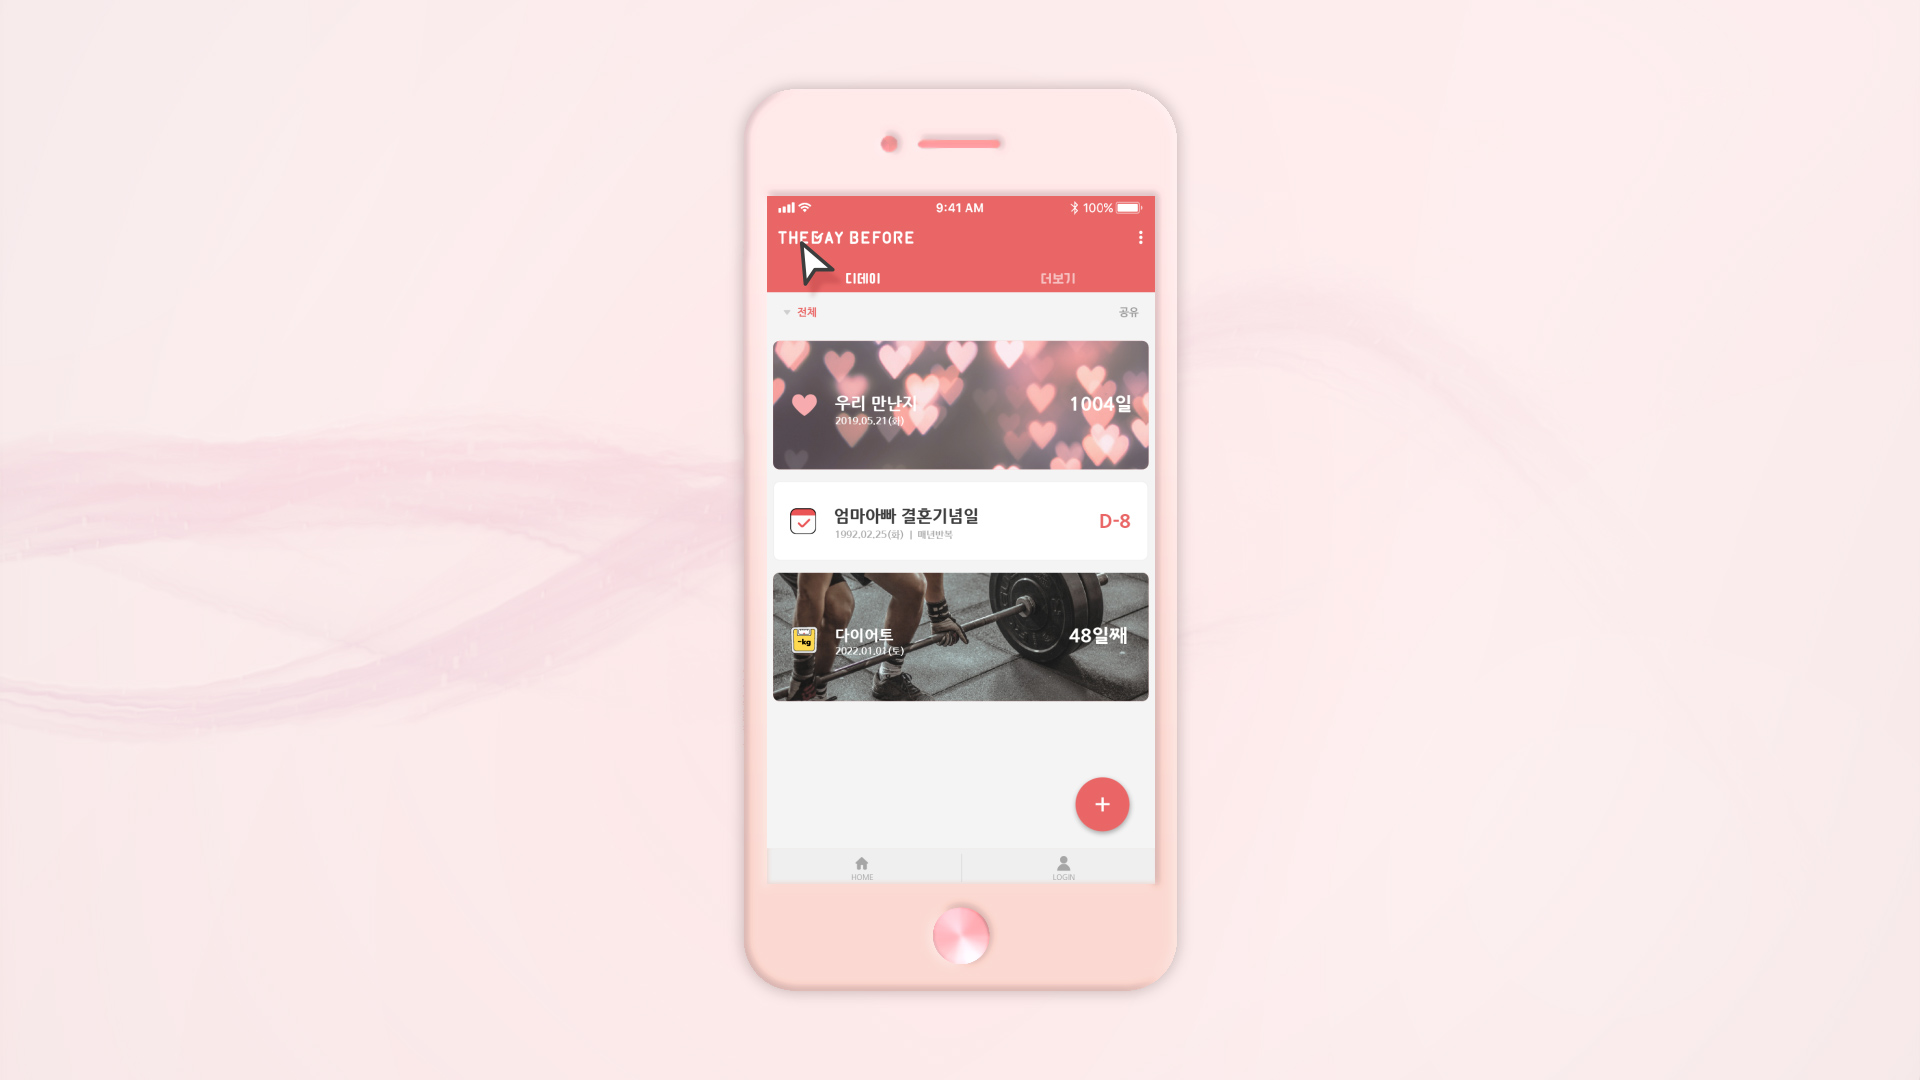 9:41 AM 100%
THEDAY BEFORE
디데이 더보기
전체 공유
우리 만난지 1004일
2019.05.21(화)
엄마아빠 결혼기념일 D-8
1992.02.25(화) | 매년반복
-kg 다이어트 48일째
2022.01.01(토)
+
HOME LOGIN